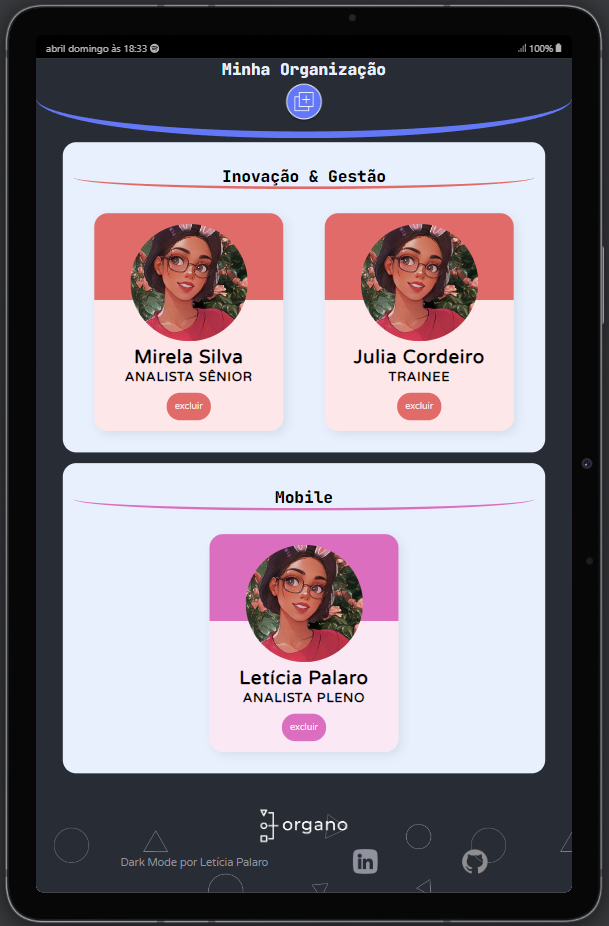 abril domingo às 18:33
100%
Minha Organização
Inovação & Gestão
Mirela Silva
ANALISTA SÊNIOR
excluir
Julia Cordeiro
TRAINEE
excluir
Mobile
Letícia Palaro
ANALISTA PLENO
excluir
organo
Dark Mode por Letícia Palaro
in